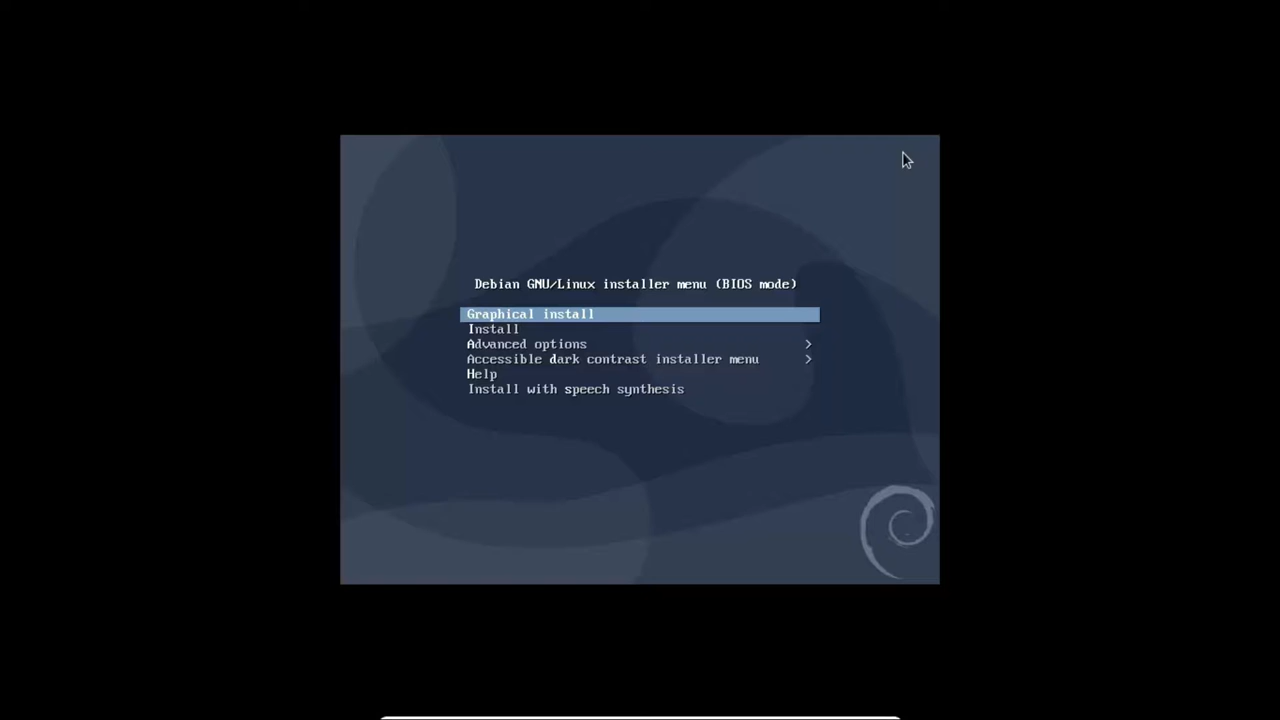 Debian GNU/Linux installer menu (BIOS mode)
Graphical install
Install
Advanced options >
Accessible dark contrast installer menu >
Help
Install with speech synthesis